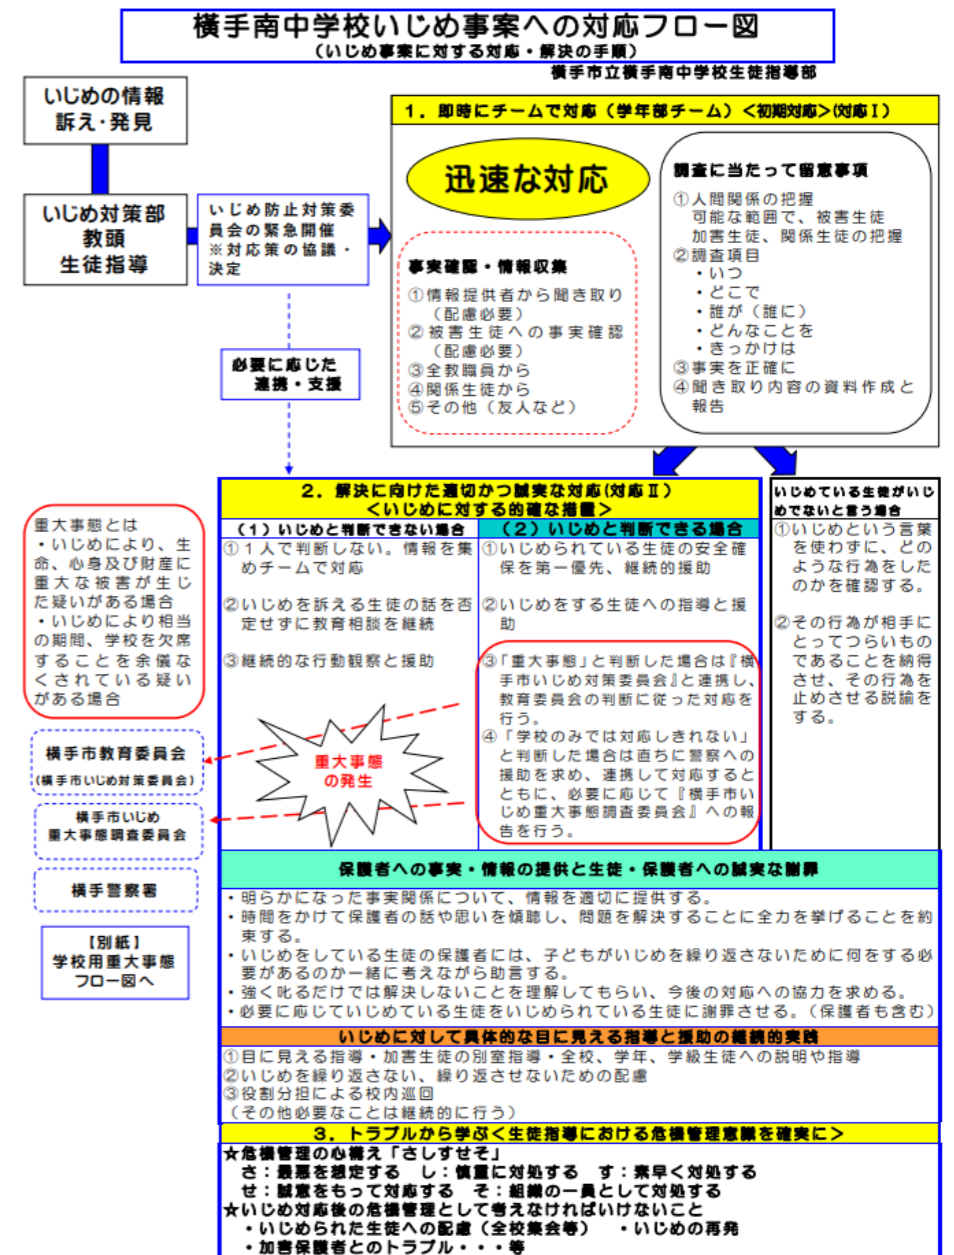 横手南中学校いじめ事案への対応フロー図
（いじめ事案に対する対応・解決の手順）
横手市立横手南中学校生徒指導部
いじめの情報
訴え・発見
いじめ対策部
教頭
生徒指導
いじめ防止対策委
員会の緊急開催
※対応策の協議・
決定
必要に応じた
連携・支援
１．即時にチームで対応（学年部チーム）＜初期対応＞(対応Ⅰ)
迅速な対応
事実確認・情報収集
①情報提供者から聞き取り
（配慮必要）
②被害生徒への事実確認
（配慮必要）
③全教職員から
④関係生徒から
⑤その他（友人など）
調査に当たって留意事項
①人間関係の把握
可能な範囲で、被害生徒
加害生徒、関係生徒の把握
②調査項目
・いつ
・どこで
・誰が（誰に）
・どんなことを
・きっかけは
③事実を正確に
④聞き取り内容の資料作成と
報告
２．解決に向けた適切かつ誠実な対応(対応Ⅱ)
＜いじめに対する的確な措置＞
（１）いじめと判断できない場合
①１人で判断しない。情報を集
めチームで対応
②いじめを訴える生徒の話を否
定せずに教育相談を継続
③継続的な行動観察と援助
重大事態
の発生
（２）いじめと判断できる場合
①いじめられている生徒の安全確
保を第一優先、継続的援助
②いじめをする生徒への指導と援
助
③「重大事態」と判断した場合は『横
手市いじめ対策委員会』と連携し、
教育委員会の判断に従った対応を
行う。
④「学校のみでは対応しきれない」
と判断した場合は直ちに警察への
援助を求め、連携して対応すると
ともに、必要に応じて『横手市い
じめ重大事態調査委員会』への報
告を行う。
いじめている生徒がいじ
めでないと言う場合
①いじめという言葉
を使わずに、どの
ような行為をした
のかを確認する。
②その行為が相手に
とってつらいもの
であることを納得
させ、その行為を
止めさせる説諭を
する。
重大事態とは
・いじめにより、生
命、心身及び財産に
重大な被害が生じ
た疑いがある場合
・いじめにより相当
の期間、学校を欠席
することを余儀な
くされている疑い
がある場合
横手市教育委員会
（横手市いじめ対策委員会）
横手市いじめ
重大事態調査委員会
横手警察署
【別紙】
学校用重大事態
フロー図へ
保護者への事実・情報の提供と生徒・保護者への誠実な謝罪
・明らかになった事実関係について、情報を適切に提供する。
・時間をかけて保護者の話や思いを傾聴し、問題を解決することに全力を挙げることを約
束する。
・いじめをしている生徒の保護者には、子どもがいじめを繰り返さないために何をする必
要があるのか一緒に考えながら助言する。
・強く叱るだけでは解決しないことを理解してもらい、今後の対応への協力を求める。
・必要に応じていじめている生徒をいじめられている生徒に謝罪させる。（保護者も含む）
いじめに対して具体的な目に見える指導と援助の継続的実践
①目に見える指導・加害生徒の別室指導・全校、学年、学級生徒への説明や指導
②いじめを繰り返さない、繰り返させないための配慮
③役割分担による校内巡回
（その他必要なことは継続的に行う）
３．トラブルから学ぶ＜生徒指導における危機管理意識を確実に＞
☆危機管理の心構え「さしすせそ」
さ：最悪を想定する　し：慎重に対処する　す：素早く対処する
せ：誠意をもって対応する　そ：組織の一員として対処する
☆いじめ対応後の危機管理として考えなければいけないこと
・いじめられた生徒への配慮（全校集会等）　・いじめの再発
・加害保護者とのトラブル・・・等